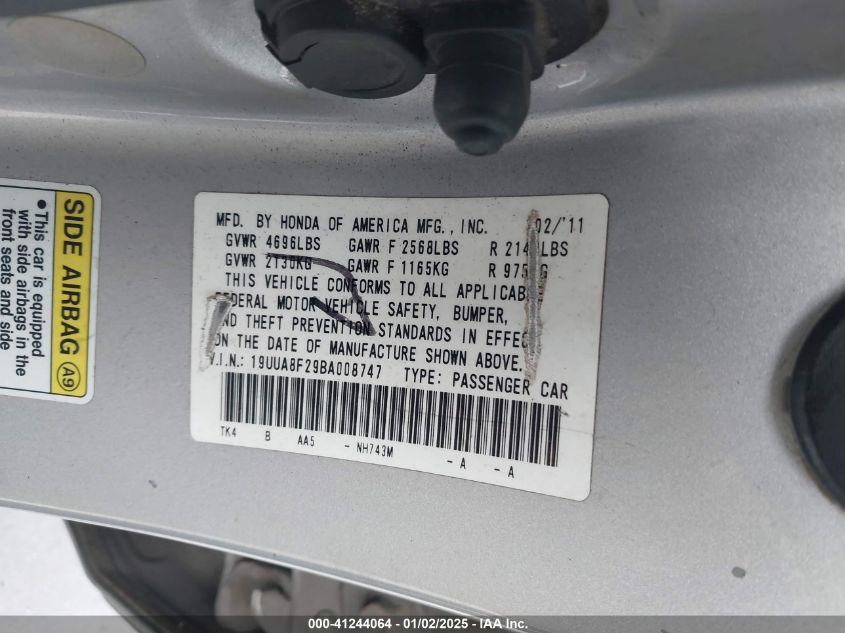 MFD. BY HONDA OF AMERICA MFG., INC. 02/'11
GVWR 4696LBS GAWR F 2568LBS R LBS
GVWR 2130KG GAWR F 1165KG R
THIS VEHICLE CONFORMS TO ALL
FEDERAL MOTOR VEHICLE SAFETY, BUMPER,
AND THEFT PREVENTION STANDARDS IN
ON THE DATE OF MANUFACTURE SHOWN ABOVE.
V.I.N.: 19UUA8F29BA008747 TYPE: PASSENGER CAR
TK4 B AA5 - NH743M - A - A
SIDE AIRBAG A9
•This car is equipped
with side airbags in the
front seats and side
000-41244064 - 01/02/2025 - IAA Inc.